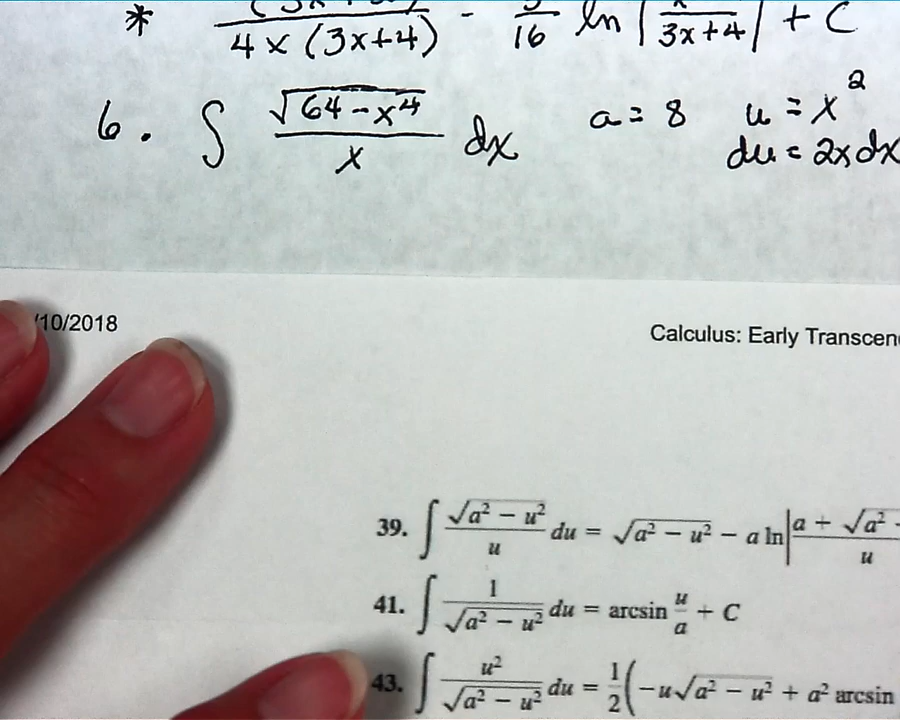 * 4x(3x+4) - 16 ln | 3x+4 | + C
6. ∫ √(64-x⁴) / x dx a = 8 u = x²
du = 2x dx
/10/2018
Calculus: Early Transcen
39. ∫ √(a² − u²) / u du = √(a² − u²) − a ln | a + √(a² / u
41. ∫ 1 / √(a² − u²) du = arcsin u/a + C
43. ∫ u² / √(a² − u²) du = 1/2 ( −u√(a² − u²) + a² arcsin